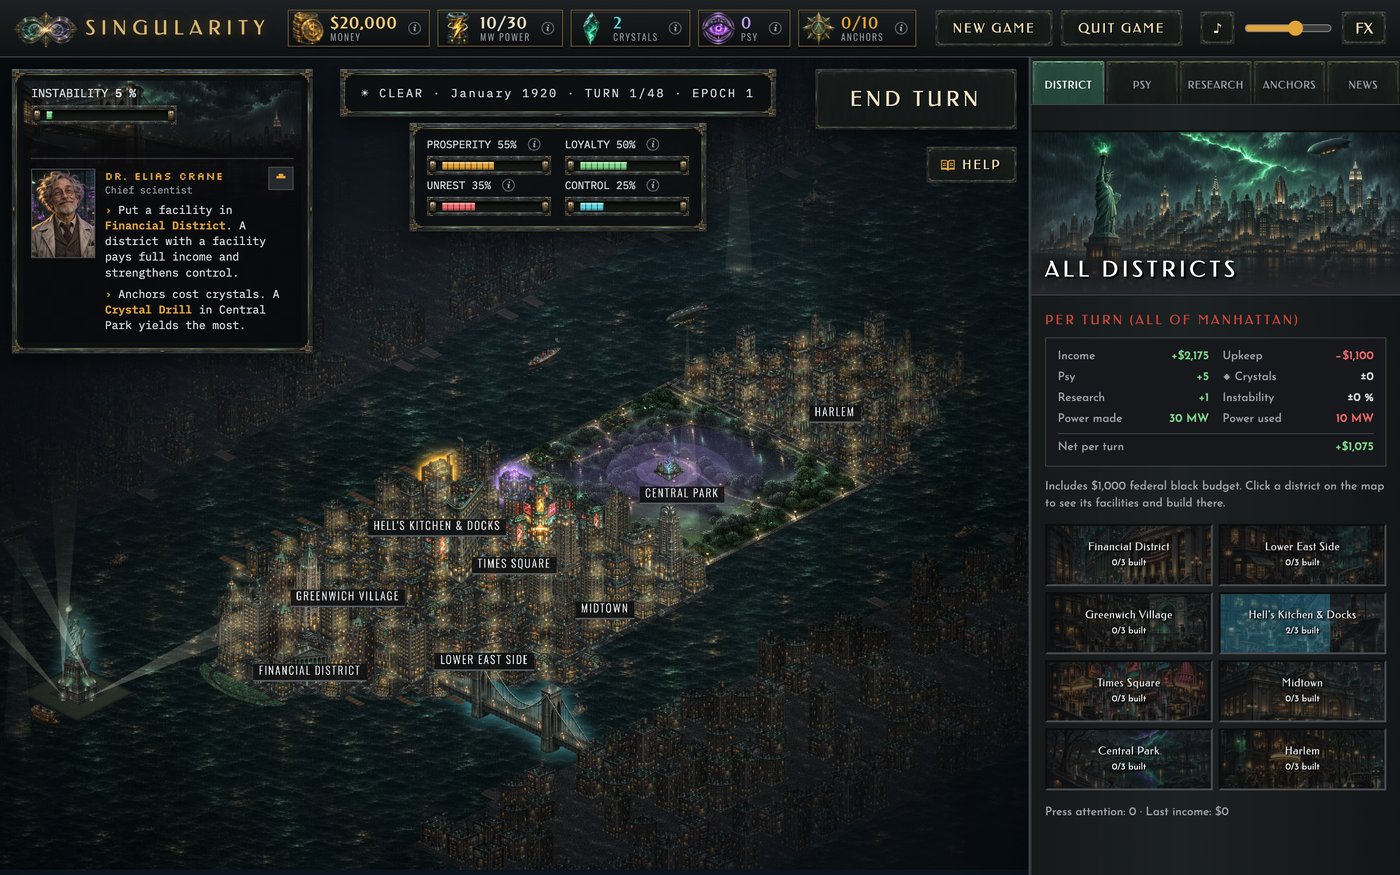 SINGULARITY
$20,000
MONEY
10/30
MW POWER
2
CRYSTALS
0
PSY
0/10
ANCHORS
NEW GAME
QUIT GAME
♪
FX
INSTABILITY 5 %
DR. ELIAS CRANE
Chief scientist
› Put a facility in
Financial District. A
district with a facility
pays full income and
strengthens control.
› Anchors cost crystals. A
Crystal Drill in Central
Park yields the most.
☀ CLEAR · January 1920 · TURN 1/48 · EPOCH 1
PROSPERITY 55%
LOYALTY 50%
UNREST 35%
CONTROL 25%
END TURN
HELP
HARLEM
CENTRAL PARK
HELL'S KITCHEN & DOCKS
TIMES SQUARE
GREENWICH VILLAGE
MIDTOWN
LOWER EAST SIDE
FINANCIAL DISTRICT
DISTRICT
PSY
RESEARCH
ANCHORS
NEWS
ALL DISTRICTS
PER TURN (ALL OF MANHATTAN)
Income +$2,175 Upkeep -$1,100
Psy +5 ◆ Crystals ±0
Research +1 Instability ±0 %
Power made 30 MW Power used 10 MW
Net per turn +$1,075
Includes $1,000 federal black budget. Click a district on the map
to see its facilities and build there.
Financial District
0/3 built
Lower East Side
0/3 built
Greenwich Village
0/3 built
Hell's Kitchen & Docks
2/3 built
Times Square
0/3 built
Midtown
0/3 built
Central Park
0/3 built
Harlem
0/3 built
Press attention: 0 · Last income: $0